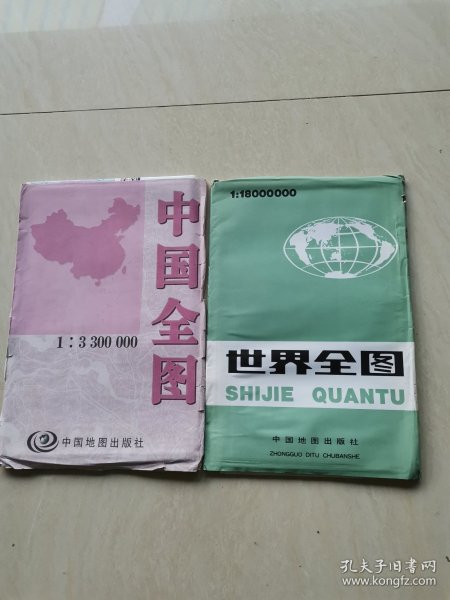 中国全图
1:3 300 000
中国地图出版社
1:18000000
世界全图
SHIJIE QUANTU
中国地图出版社
ZHONGGUO DITU CHUBANSHE
孔夫子旧书网
www.kongfz.com